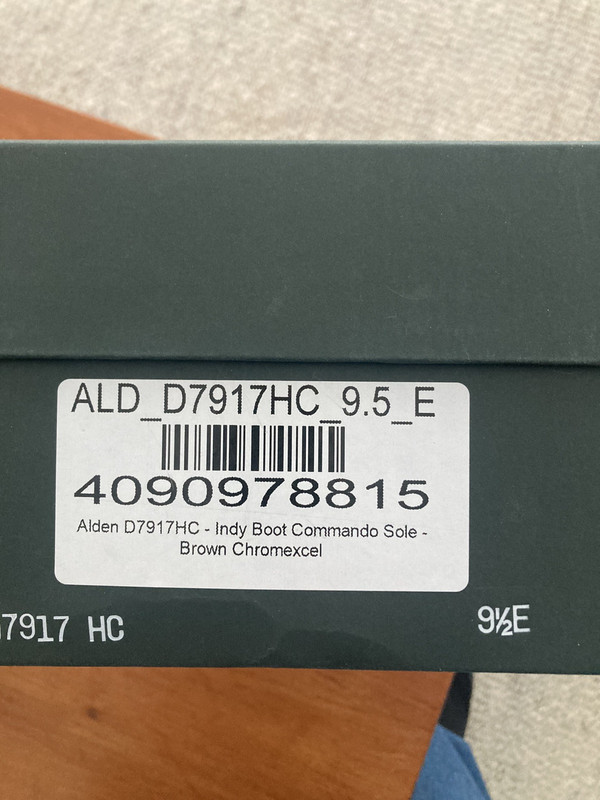 ALD_D7917HC_9.5_E
4090978815
Alden D7917HC - Indy Boot Commando Sole -
Brown Chromexcel
7917 HC 9½E